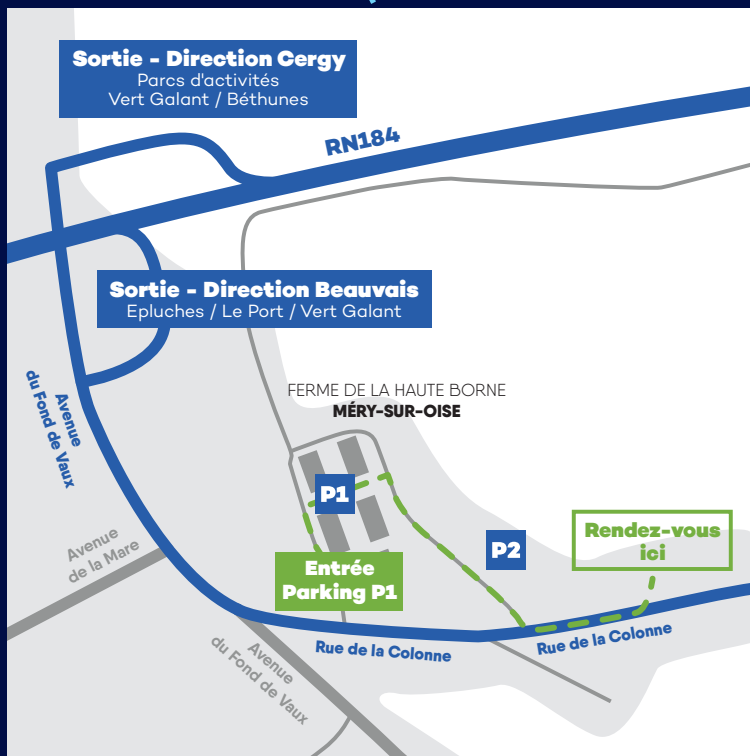 Sortie - Direction Cergy
Parcs d'activités
Vert Galant / Béthunes
RN184
Sortie - Direction Beauvais
Epluches / Le Port / Vert Galant
Avenue
du Fond de Vaux
FERME DE LA HAUTE BORNE
MÉRY-SUR-OISE
P1
P2
Rendez-vous
ici
Avenue
de la Mare
Entrée
Parking P1
Rue de la Colonne
Rue de la Colonne
Avenue
du Fond de Vaux